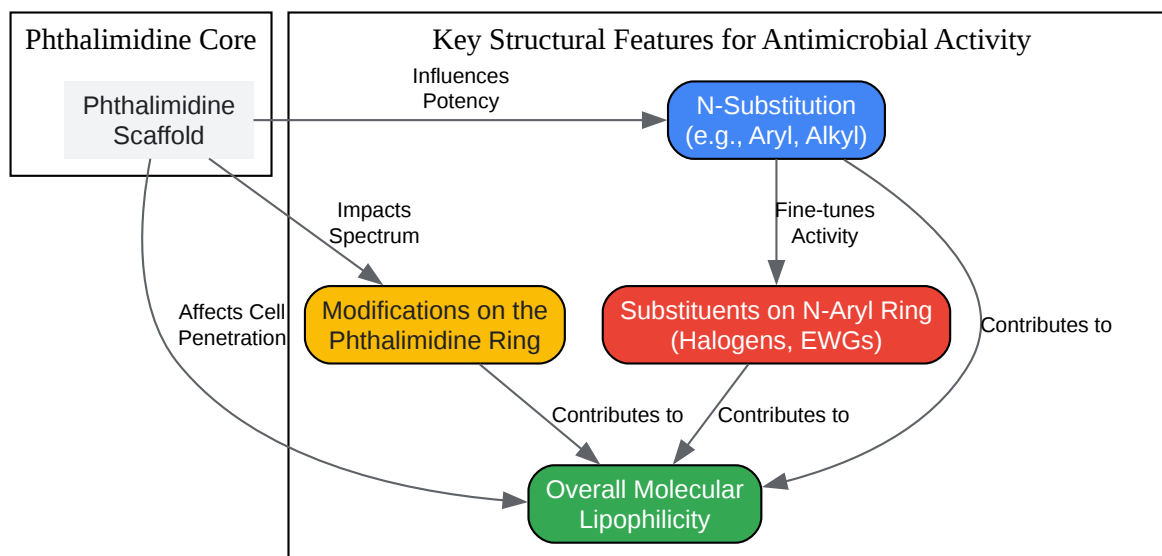 Phthalimidine Core
Key Structural Features for Antimicrobial Activity
Phthalimidine
Scaffold
Influences
Potency
N-Substitution
(e.g., Aryl, Alkyl)
Impacts
Spectrum
Fine-tunes
Activity
Affects Cell
Penetration
Modifications on the
Phthalimidine Ring
Substituents on N-Aryl Ring
(Halogens, EWGs)
Contributes to
Contributes to
Contributes to
Overall Molecular
Lipophilicity